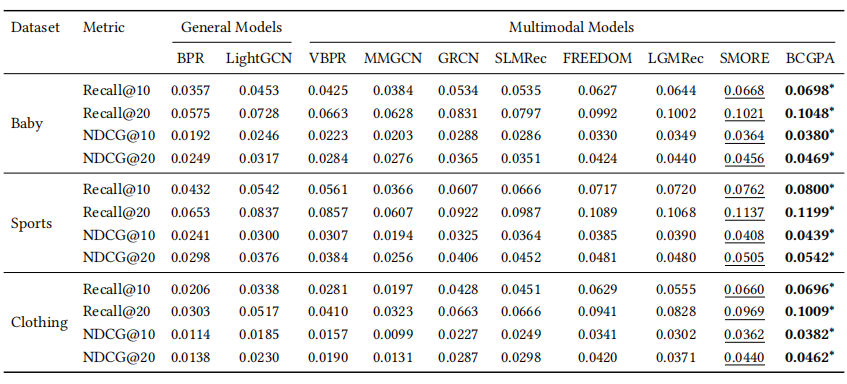 Dataset Metric General Models Multimodal Models
BPR LightGCN VBPR MMGCN GRCN SLMRec FREEDOM LGMRec SMORE BCGPA
Baby
Recall@10 0.0357 0.0453 0.0425 0.0384 0.0534 0.0535 0.0627 0.0644 0.0668 0.0698*
Recall@20 0.0575 0.0728 0.0663 0.0628 0.0831 0.0797 0.0992 0.1002 0.1021 0.1048*
NDCG@10 0.0192 0.0246 0.0223 0.0203 0.0288 0.0286 0.0330 0.0349 0.0364 0.0380*
NDCG@20 0.0249 0.0317 0.0284 0.0276 0.0365 0.0351 0.0424 0.0440 0.0456 0.0469*
Sports
Recall@10 0.0432 0.0542 0.0561 0.0366 0.0607 0.0666 0.0717 0.0720 0.0762 0.0800*
Recall@20 0.0653 0.0837 0.0857 0.0607 0.0922 0.0987 0.1089 0.1068 0.1137 0.1199*
NDCG@10 0.0241 0.0300 0.0307 0.0194 0.0325 0.0364 0.0385 0.0390 0.0408 0.0439*
NDCG@20 0.0298 0.0376 0.0384 0.0256 0.0406 0.0452 0.0481 0.0480 0.0505 0.0542*
Clothing
Recall@10 0.0206 0.0338 0.0281 0.0197 0.0428 0.0451 0.0629 0.0555 0.0660 0.0696*
Recall@20 0.0303 0.0517 0.0410 0.0323 0.0663 0.0666 0.0941 0.0828 0.0969 0.1009*
NDCG@10 0.0114 0.0185 0.0157 0.0099 0.0227 0.0249 0.0341 0.0302 0.0362 0.0382*
NDCG@20 0.0138 0.0230 0.0190 0.0131 0.0287 0.0298 0.0420 0.0371 0.0440 0.0462*